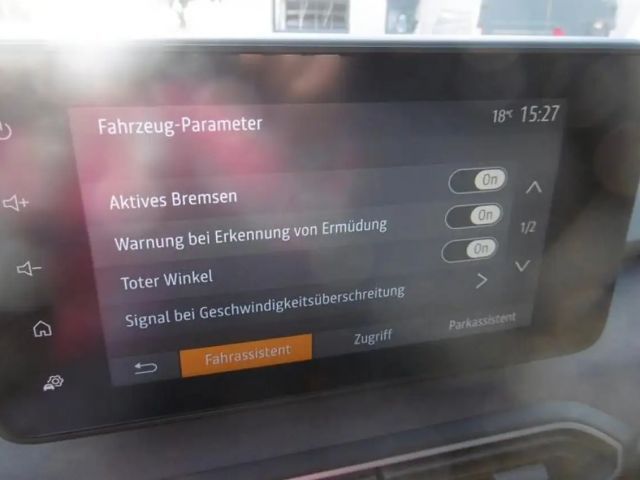 Fahrzeug-Parameter
18°C 15:27
Aktives Bremsen On
Warnung bei Erkennung von Ermüdung On
Toter Winkel On
1/2
Signal bei Geschwindigkeitsüberschreitung
Fahrassistent Zugriff Parkassistent